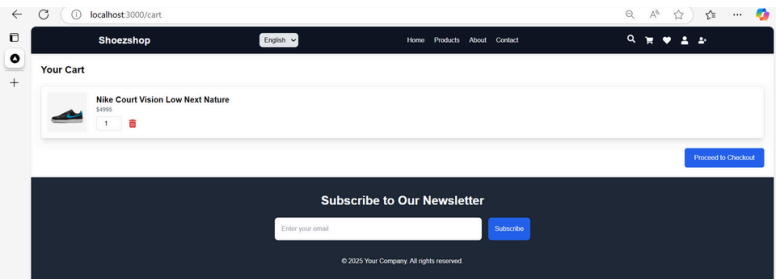 localhost:3000/cart
Shoezshop
English
Home Products About Contact
Your Cart
Nike Court Vision Low Next Nature
$4995
1
Proceed to Checkout
Subscribe to Our Newsletter
Enter your email
Subscribe
© 2025 Your Company. All rights reserved.